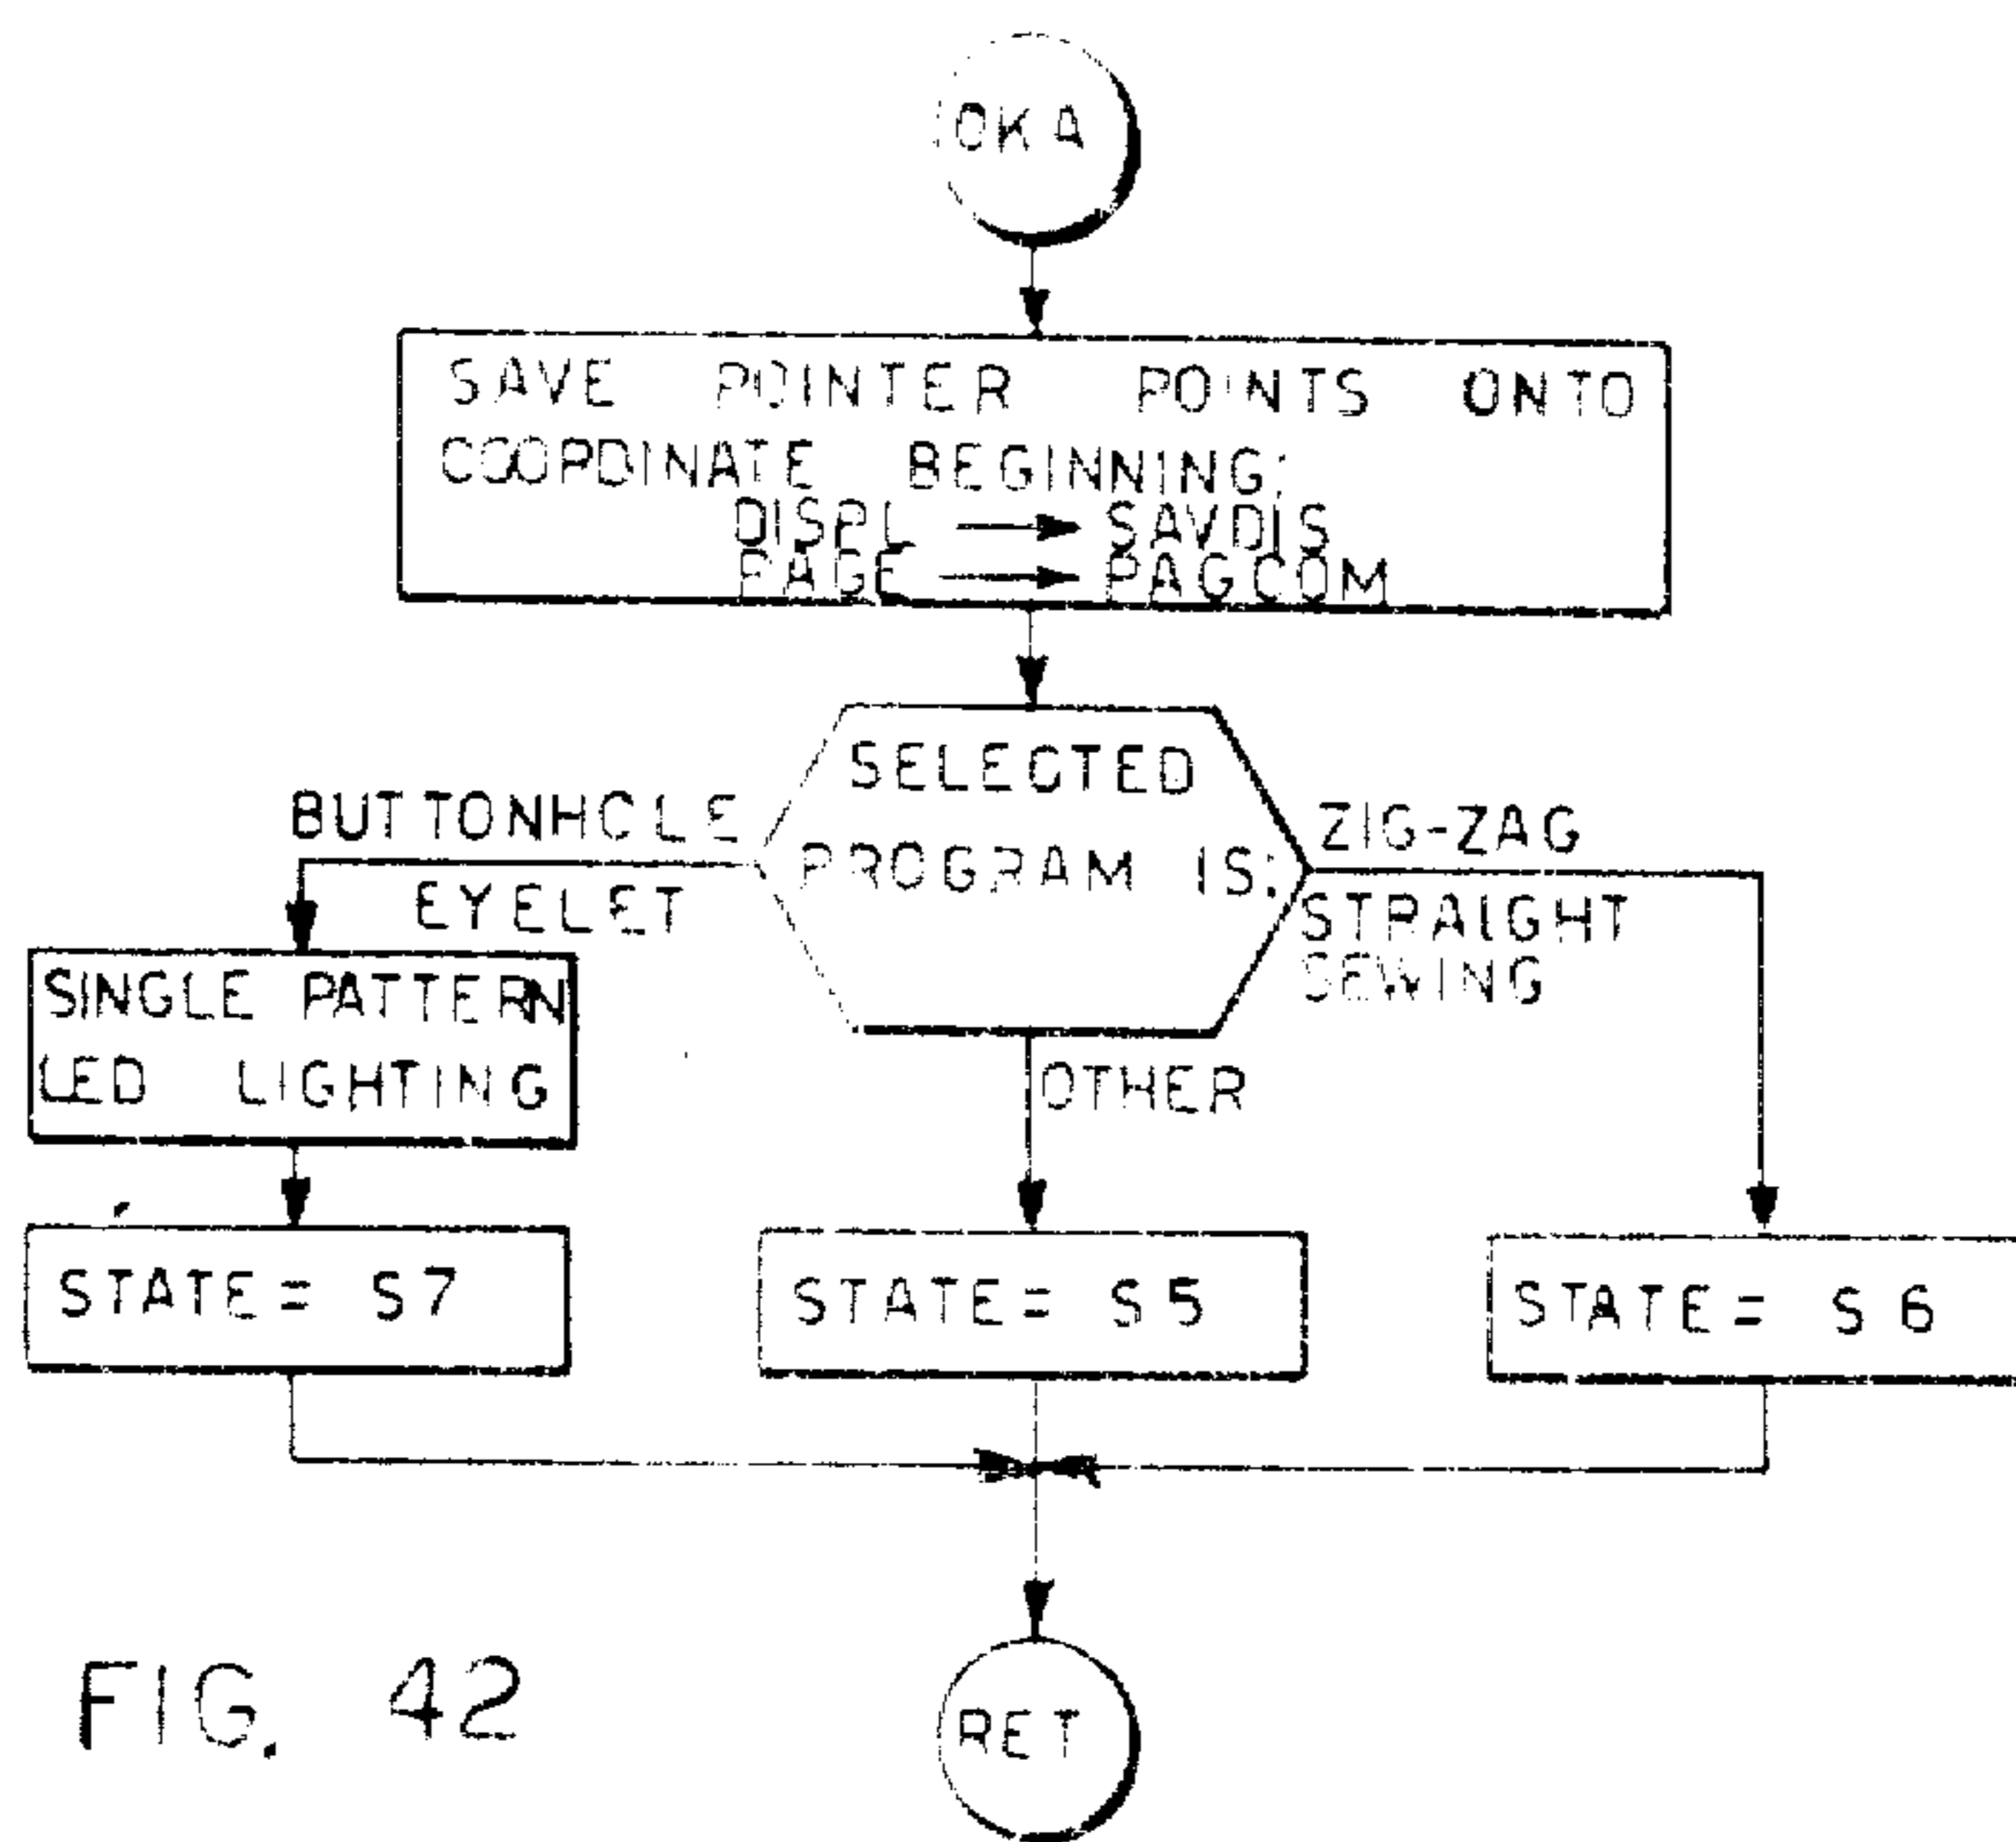 OKA
SAVE POINTER POINTS ONTO
COORDINATE BEGINNING:
DISPL → SAVDIS
PAGE → PAGCOM
SELECTED
PROGRAM IS:
BUTTONHOLE
EYELET
ZIG-ZAG
STRAIGHT
SEWING
SINGLE PATTERN
LED LIGHTING
OTHER
STATE = S7
STATE = S5
STATE = S6
RET
FIG. 42